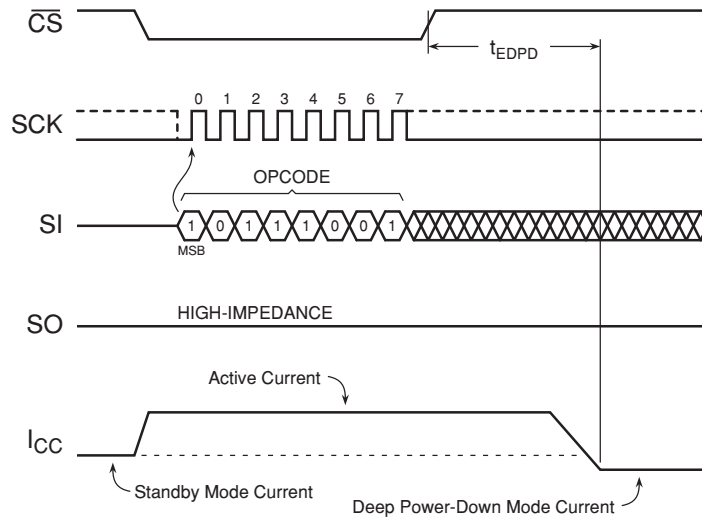 CS
tEDPD
0 1 2 3 4 5 6 7
SCK
OPCODE
SI
1 0 1 1 1 0 0 1
MSB
HIGH-IMPEDANCE
SO
Active Current
ICC
Standby Mode Current
Deep Power-Down Mode Current